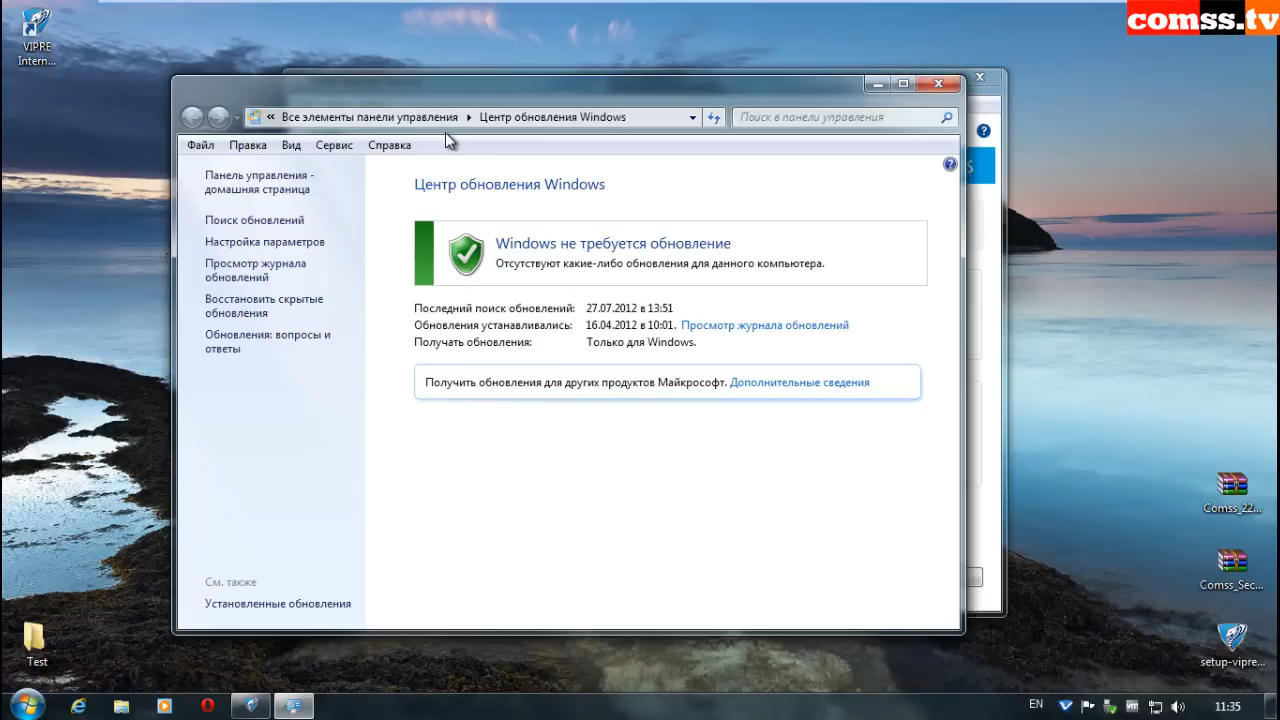 comss.tv
VIPRE
Intern...
« Все элементы панели управления
Центр обновления Windows
Поиск в панели управления
Файл
Правка
Вид
Сервис
Справка
Панель управления -
домашняя страница
Поиск обновлений
Настройка параметров
Просмотр журнала
обновлений
Восстановить скрытые
обновления
Обновления: вопросы и
ответы
См. также
Установленные обновления
Центр обновления Windows
Windows не требуется обновление
Отсутствуют какие-либо обновления для данного компьютера.
Последний поиск обновлений: 27.07.2012 в 13:51
Обновления устанавливались: 16.04.2012 в 10:01. Просмотр журнала обновлений
Получать обновления: Только для Windows.
Получить обновления для других продуктов Майкрософт. Дополнительные сведения
S
Comss_22...
Comss_Sec...
setup-vipre...
Test
EN
11:35